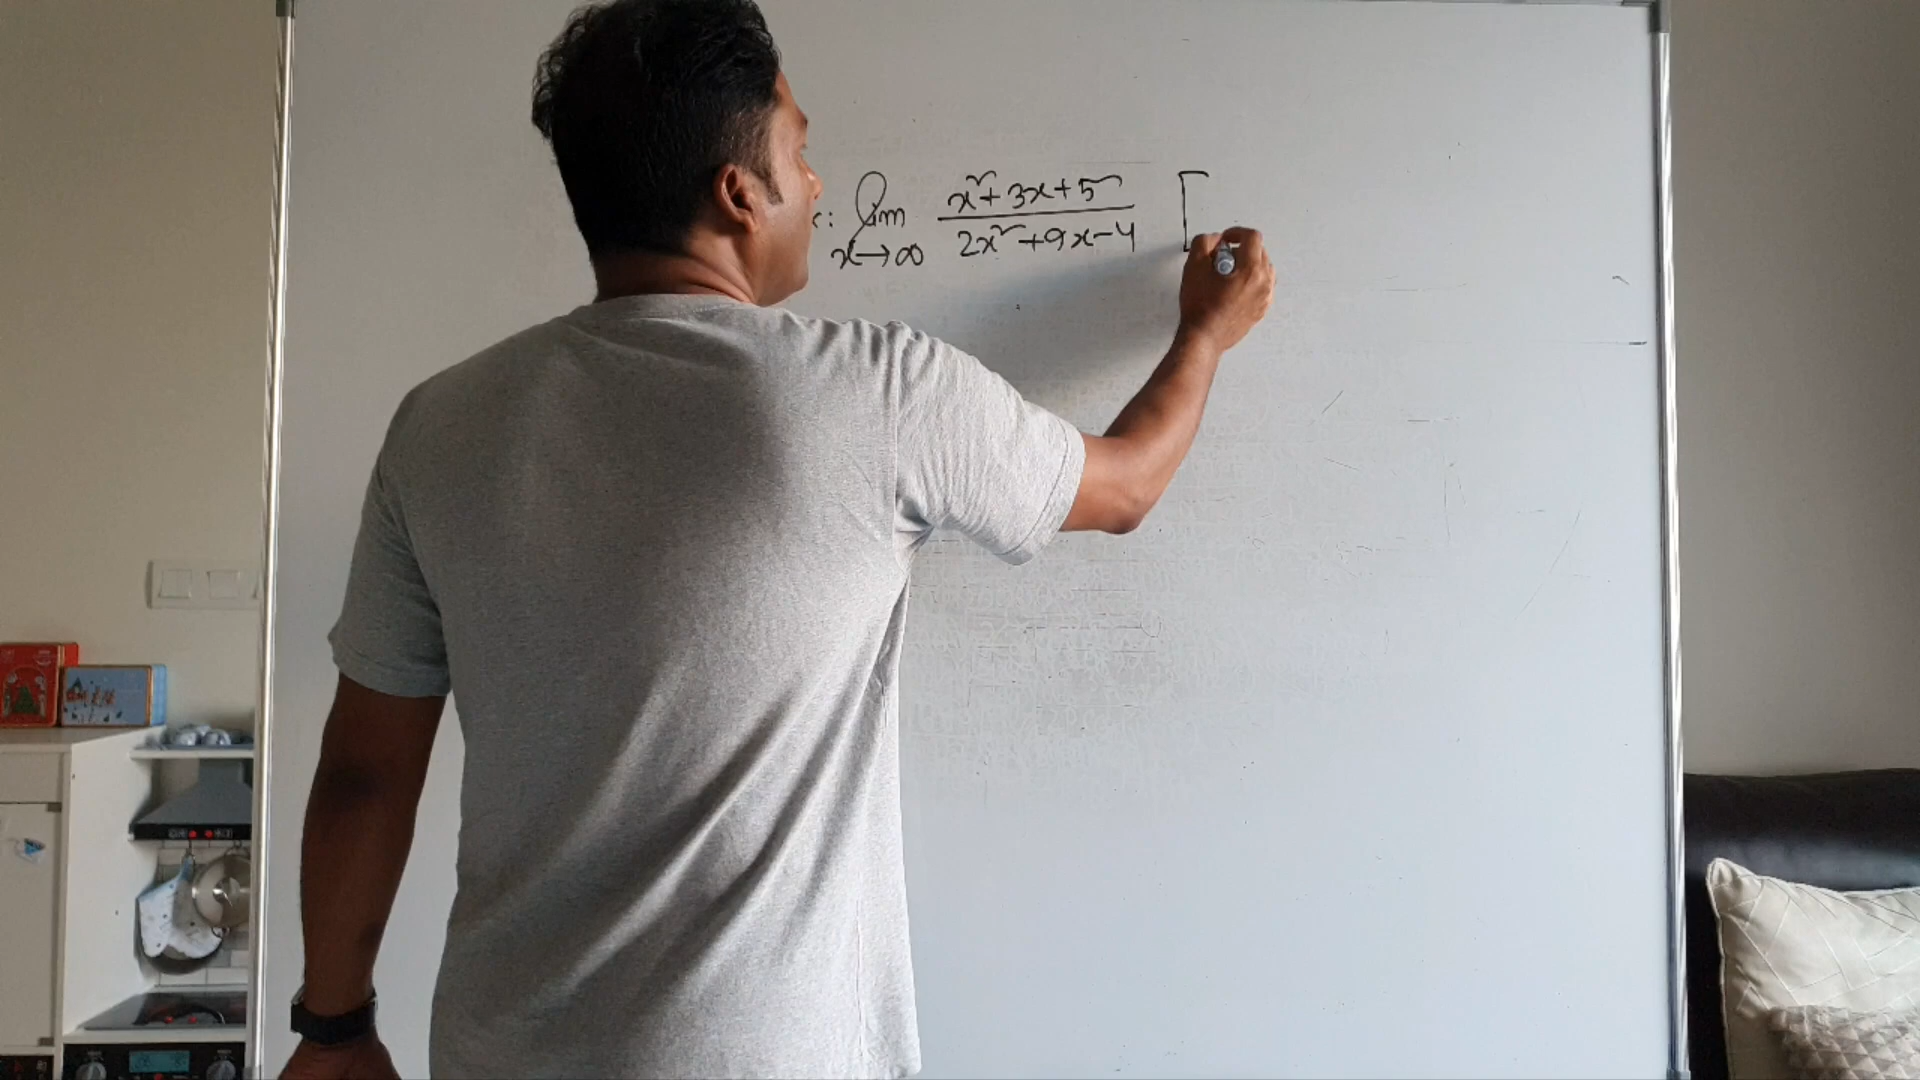 : lim x→∞ (x²+3x+5)/(2x²+9x-4) [